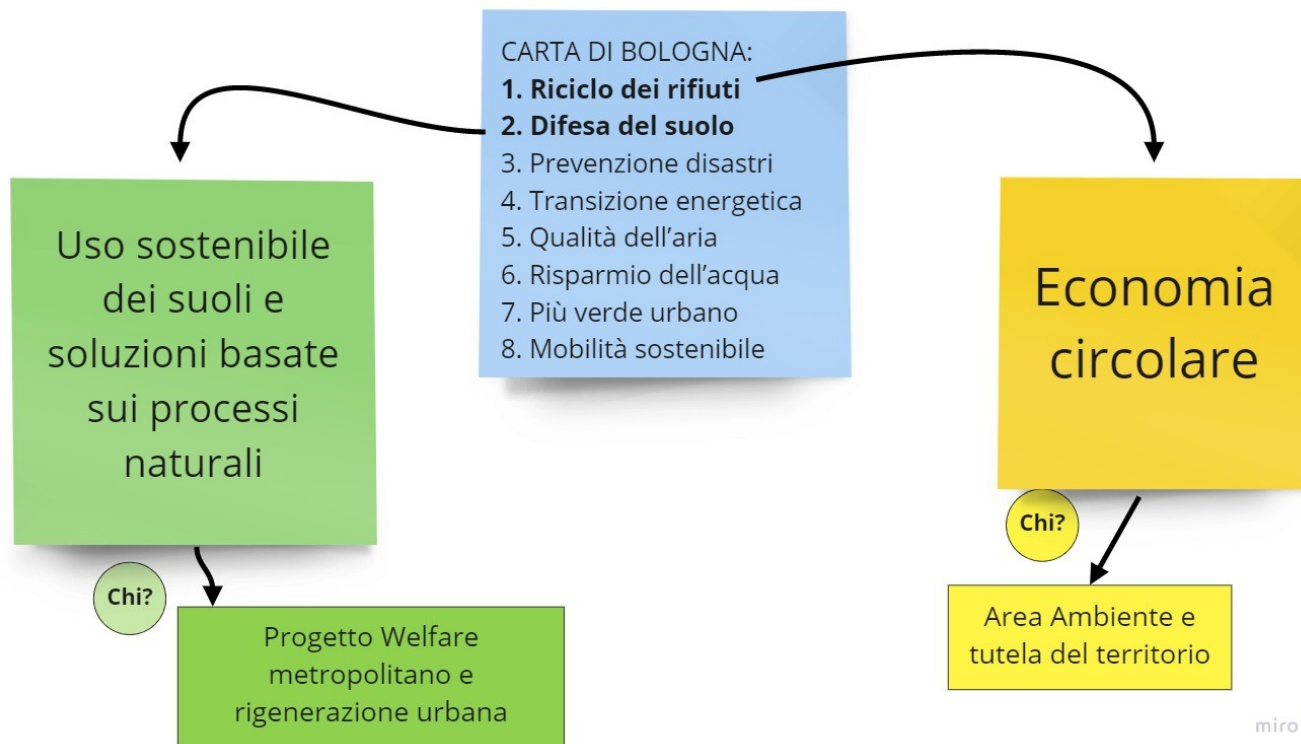 CARTA DI BOLOGNA:
1. Riciclo dei rifiuti
2. Difesa del suolo
3. Prevenzione disastri
4. Transizione energetica
5. Qualità dell’aria
6. Risparmio dell’acqua
7. Più verde urbano
8. Mobilità sostenibile
Uso sostenibile
dei suoli e
soluzioni basate
sui processi
naturali
Chi?
Progetto Welfare
metropolitano e
rigenerazione urbana
Economia
circolare
Chi?
Area Ambiente e
tutela del territorio
miro